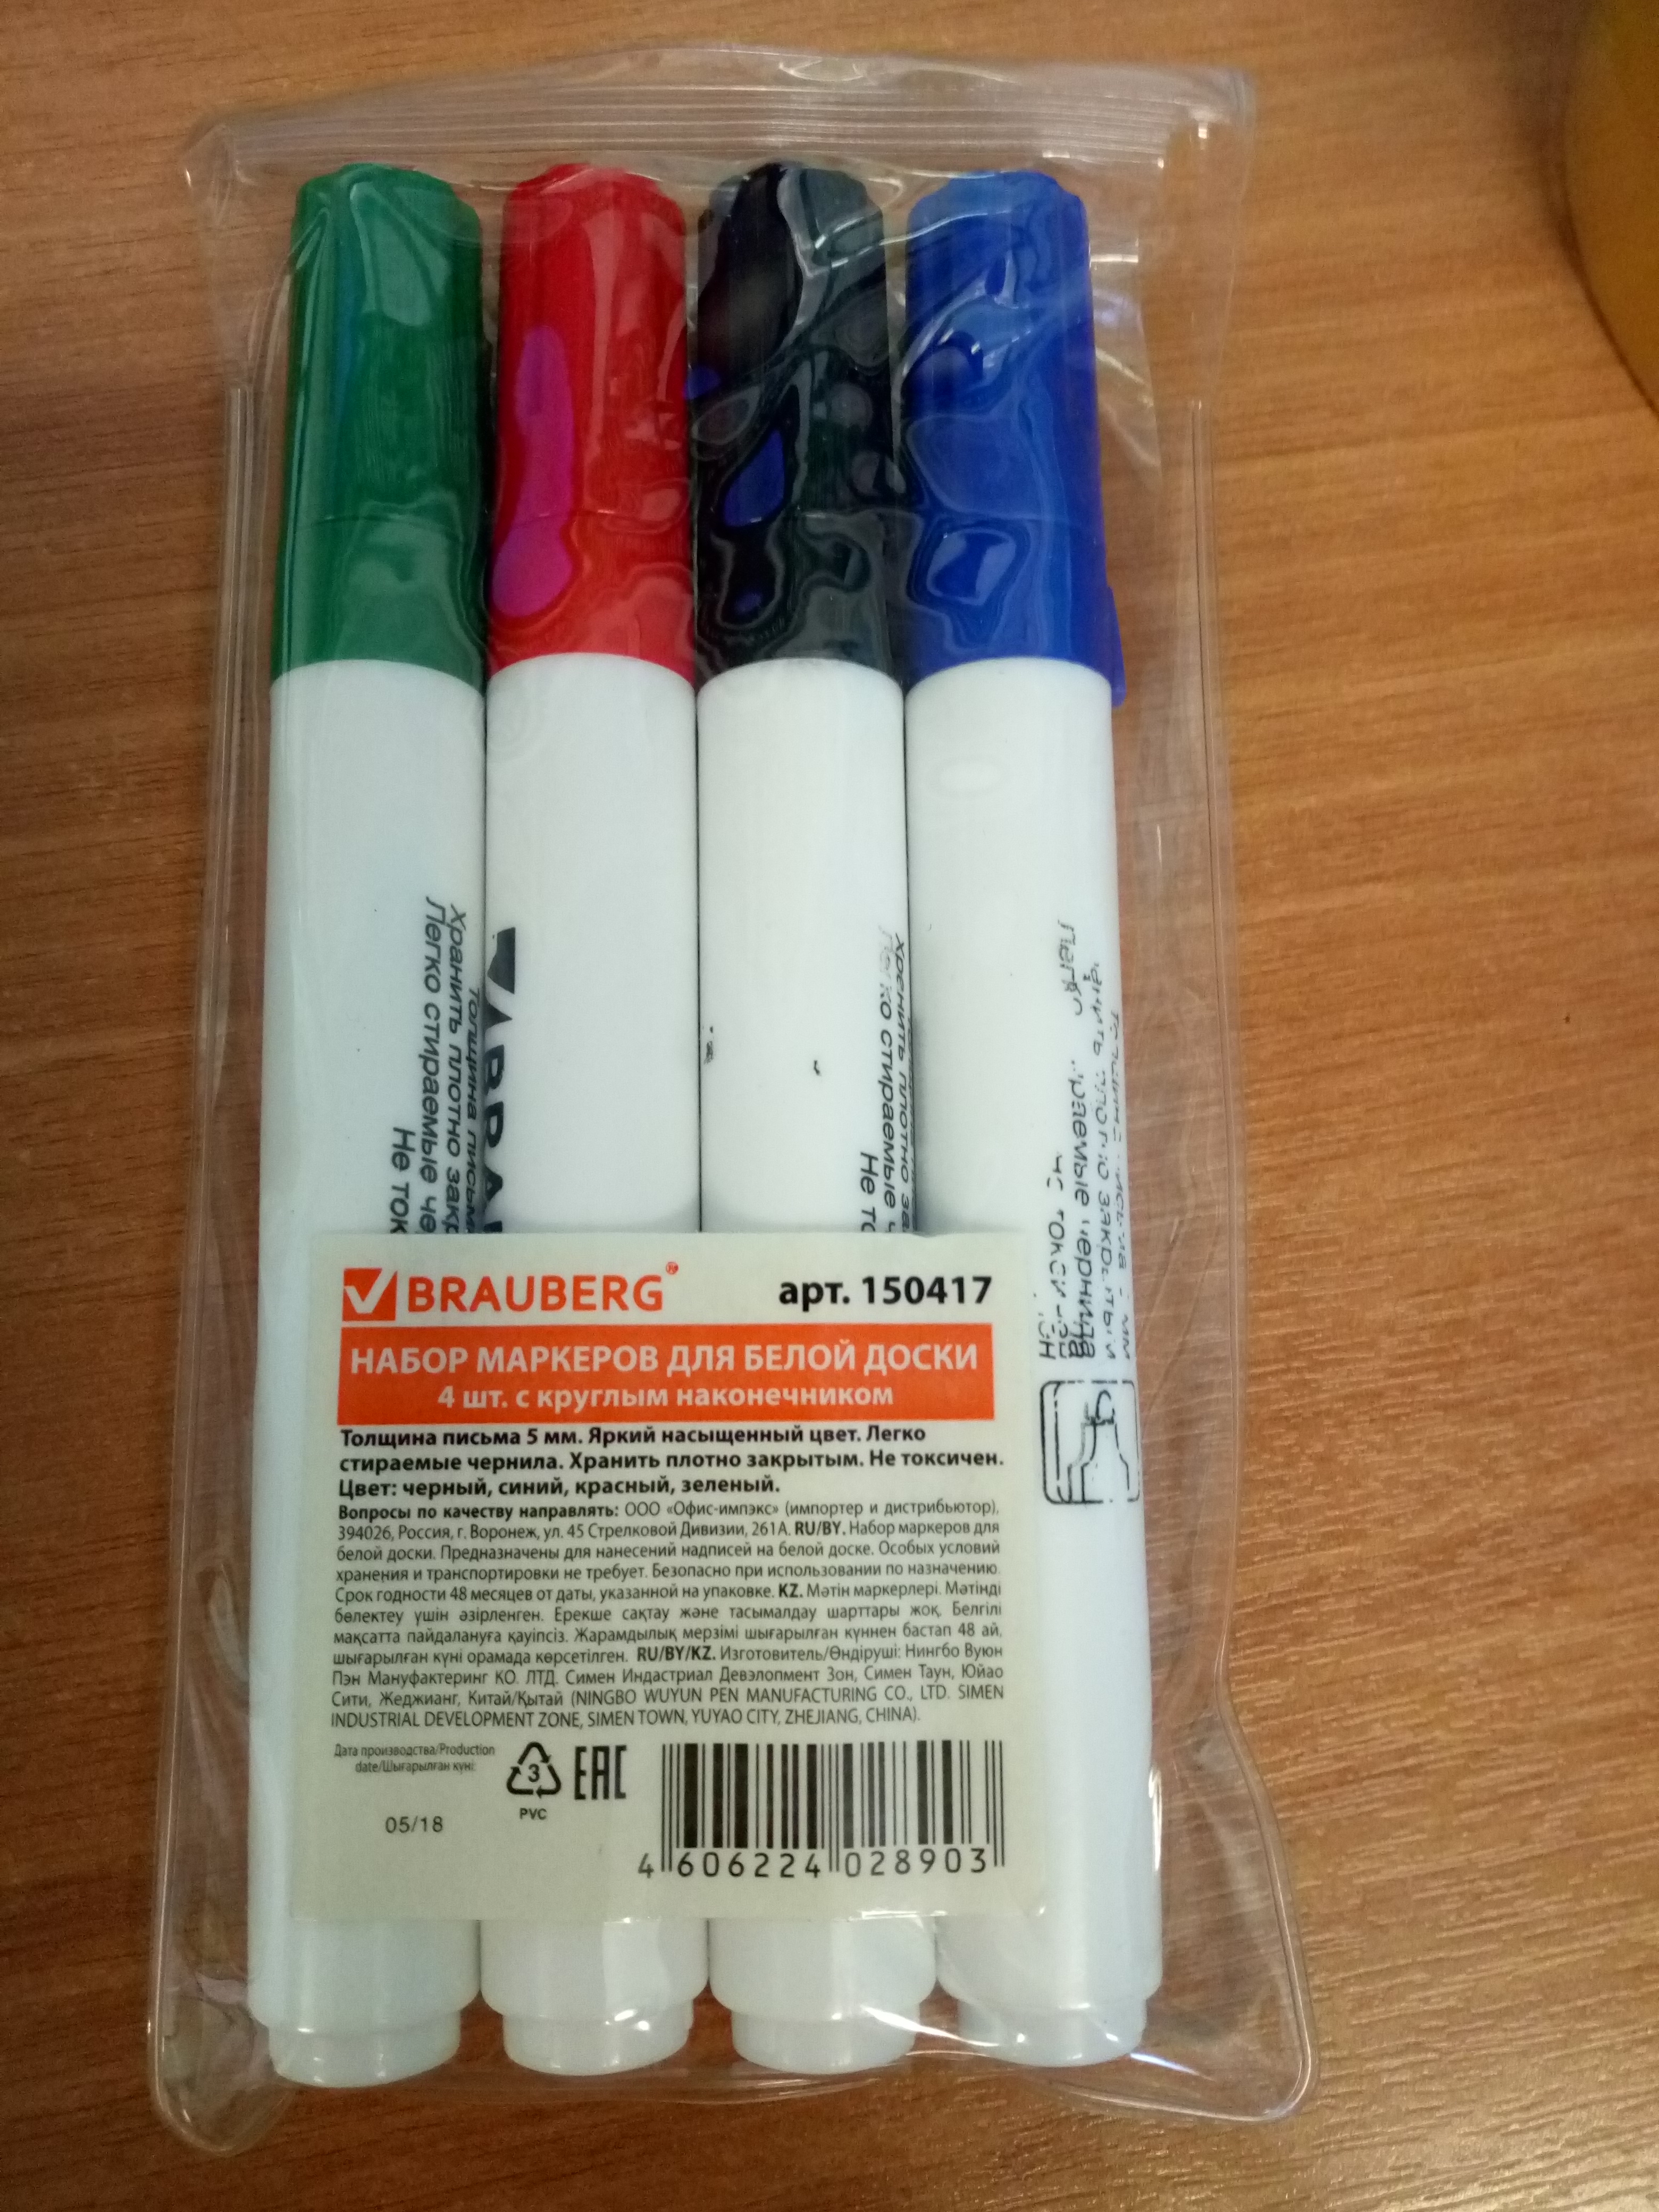 Хранить плотно закр
Легко стираемые че
Не ток
Хранить плотно за
Легко стираемые ч
Не то
BRAUBERG®
арт. 150417
НАБОР МАРКЕРОВ ДЛЯ БЕЛОЙ ДОСКИ
4 шт. с круглым наконечником
Толщина письма 5 мм. Яркий насыщенный цвет. Легко
стираемые чернила. Хранить плотно закрытым. Не токсичен.
Цвет: черный, синий, красный, зеленый.
Вопросы по качеству направлять: ООО «Офис-импэкс» (импортер и дистрибьютор),
394026, Россия, г. Воронеж, ул. 45 Стрелковой Дивизии, 261А. RU/BY. Набор маркеров для
белой доски. Предназначены для нанесений надписей на белой доске. Особых условий
хранения и транспортировки не требует. Безопасно при использовании по назначению.
Срок годности 48 месяцев от даты, указанной на упаковке. KZ. Мәтін маркерлері. Мәтінді
бөлектеу үшін әзірленген. Ерекше сақтау және тасымалдау шарттары жоқ. Белгілі
мақсатта пайдалануға қауіпсіз. Жарамдылық мерзімі шығарылған күннен бастап 48 ай,
шығарылған күні орамада көрсетілген. RU/BY/KZ. Изготовитель/Өндіруші: Нингбо Вуюн
Пэн Мануфактеринг КО. ЛТД. Симен Индастриал Девэлопмент Зон, Симен Таун, Юйао
Сити, Жеджианг, Китай/Қытай (NINGBO WUYUN PEN MANUFACTURING CO., LTD. SIMEN
INDUSTRIAL DEVELOPMENT ZONE, SIMEN TOWN, YUYAO CITY, ZHEJIANG, CHINA).
Дата производства/Production
date/Шығарылған күні:
05/18
3
PVC
EAC
4 606224 028903